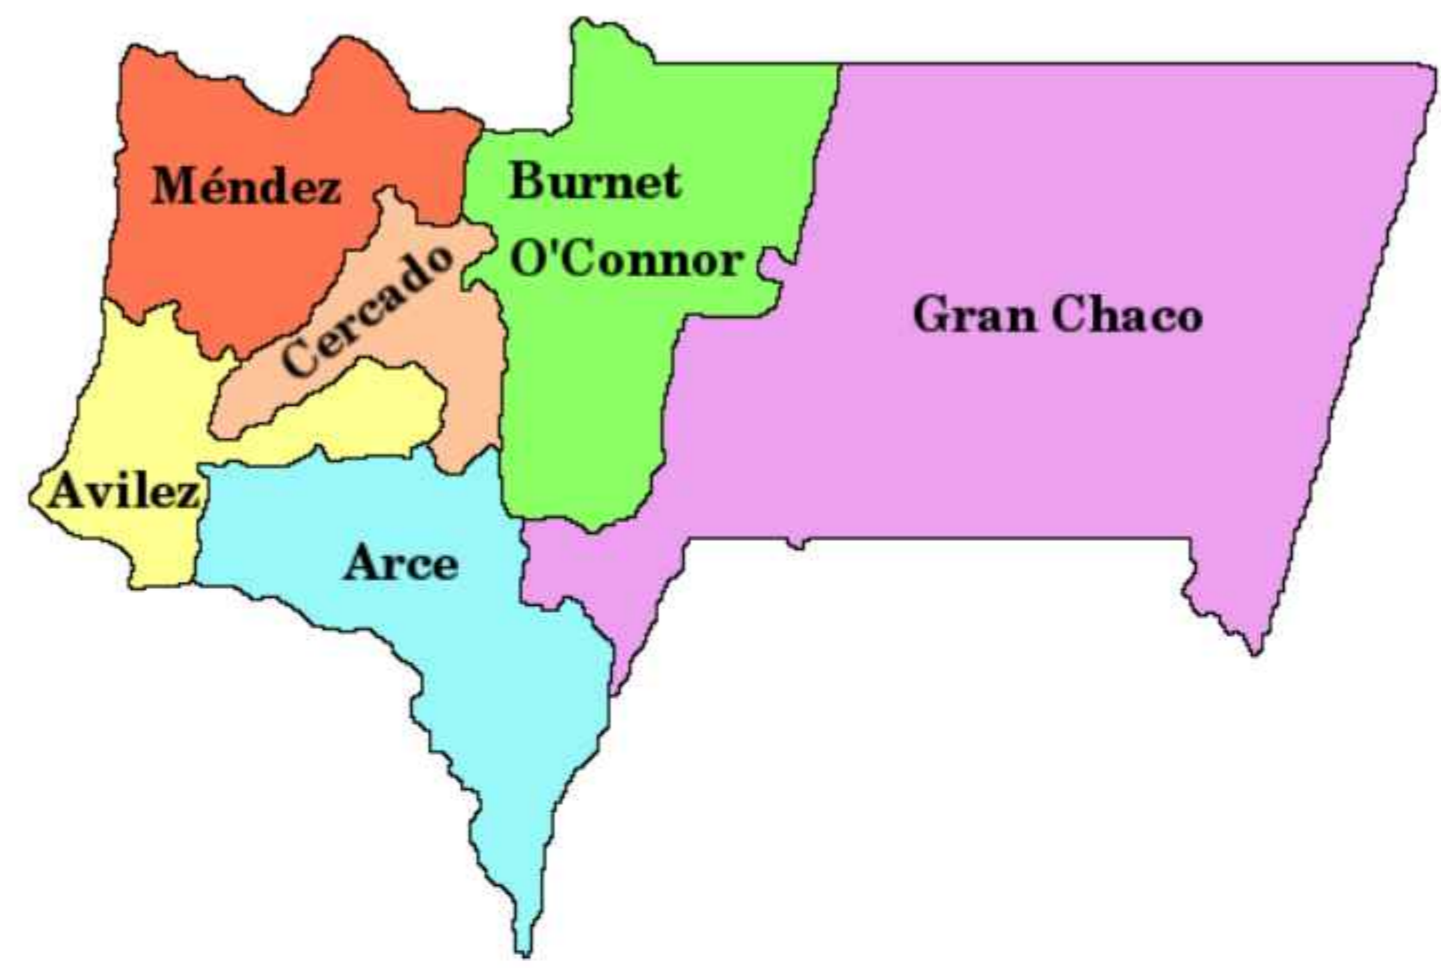 Méndez
Burnet
O'Connor
Cercado
Gran Chaco
Avilez
Arce